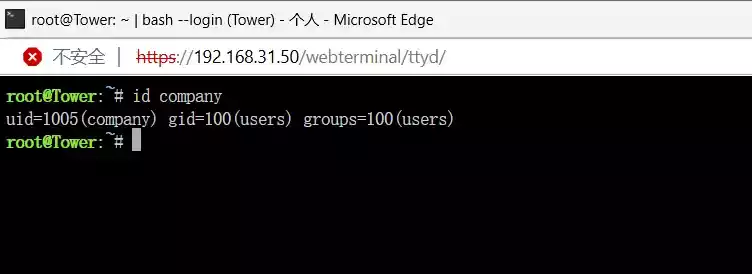 root@Tower: ~ | bash --login (Tower) - 个人 - Microsoft Edge
不安全 | https://192.168.31.50/webterminal/ttyd/
root@Tower:~# id company
uid=1005(company) gid=100(users) groups=100(users)
root@Tower:~#